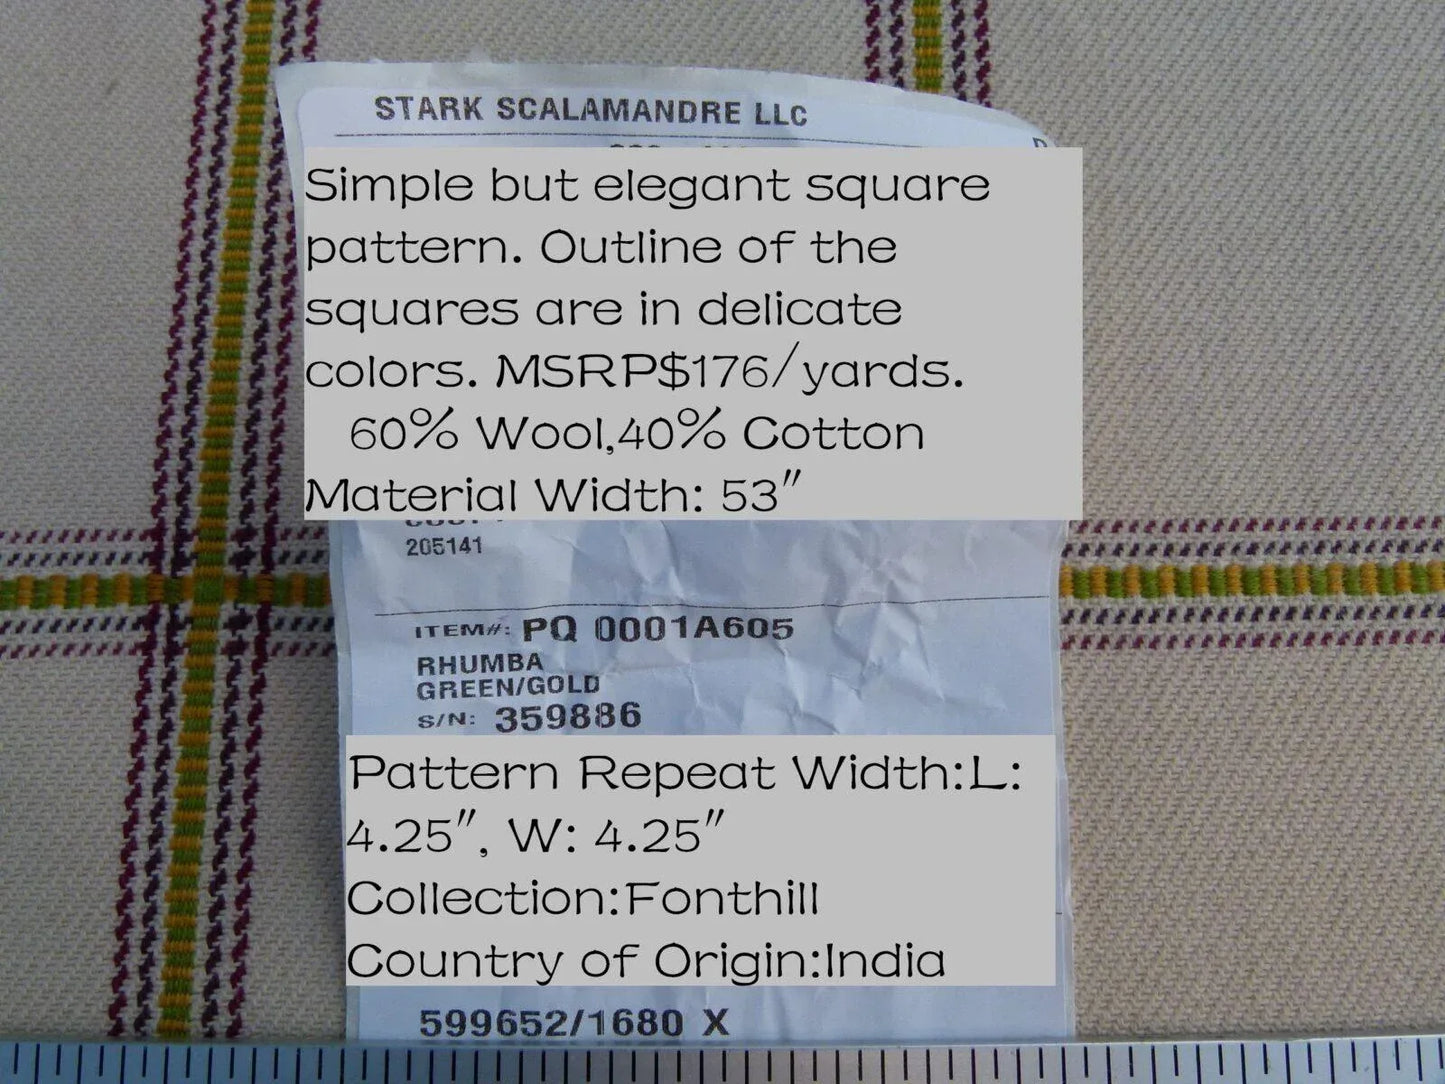 STARK SCALAMANDRE LLC
Simple but elegant square
pattern. Outline of the
squares are in delicate
colors. MSRP$176/yards.
60% Wool,40% Cotton
Material Width: 53"
205141
ITEM#: PQ 0001A605
RHUMBA
GREEN/GOLD
S/N: 359886
Pattern Repeat Width:L:
4.25", W: 4.25"
Collection:Fonthill
Country of Origin:India
599652/1680 X